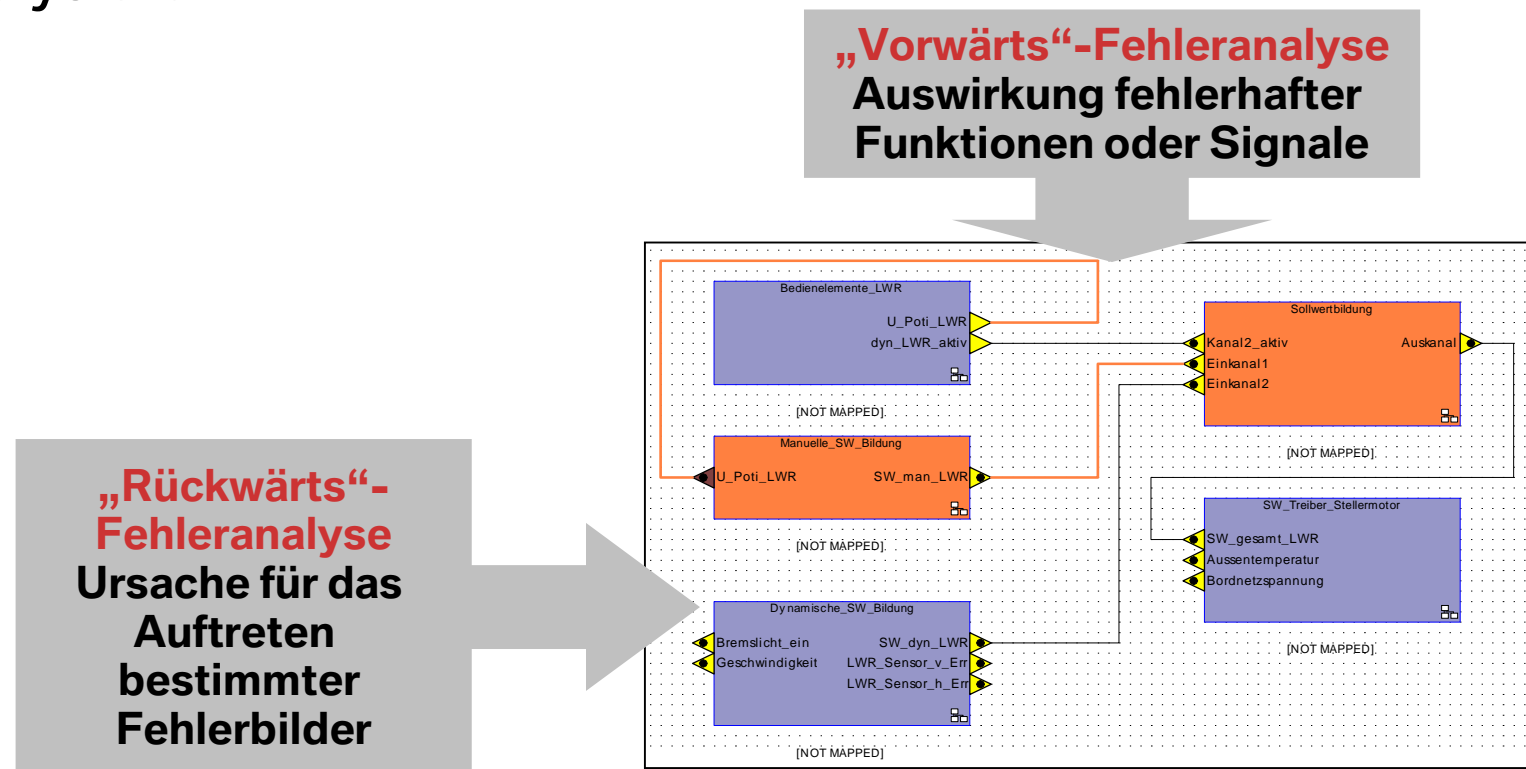 „Vorwärts“-Fehleranalyse
Auswirkung fehlerhafter
Funktionen oder Signale
„Rückwärts“-
Fehleranalyse
Ursache für das
Auftreten
bestimmter
Fehlerbilder
Bedienelemente_LWR
U_Poti_LWR
dyn_LWR_aktiv
[NOT MAPPED]
Manuelle_SW_Bildung
U_Poti_LWR SW_man_LWR
[NOT MAPPED]
Dynamische_SW_Bildung
Bremslicht_ein SW_dyn_LWR
Geschwindigkeit LWR_Sensor_v_Err
LWR_Sensor_h_Err
[NOT MAPPED]
Sollwertbildung
Kanal2_aktiv Auskanal
Einkanal1
Einkanal2
[NOT MAPPED]
SW_Treiber_Stellermotor
SW_gesamt_LWR
Aussentemperatur
Bordnetzspannung
[NOT MAPPED]